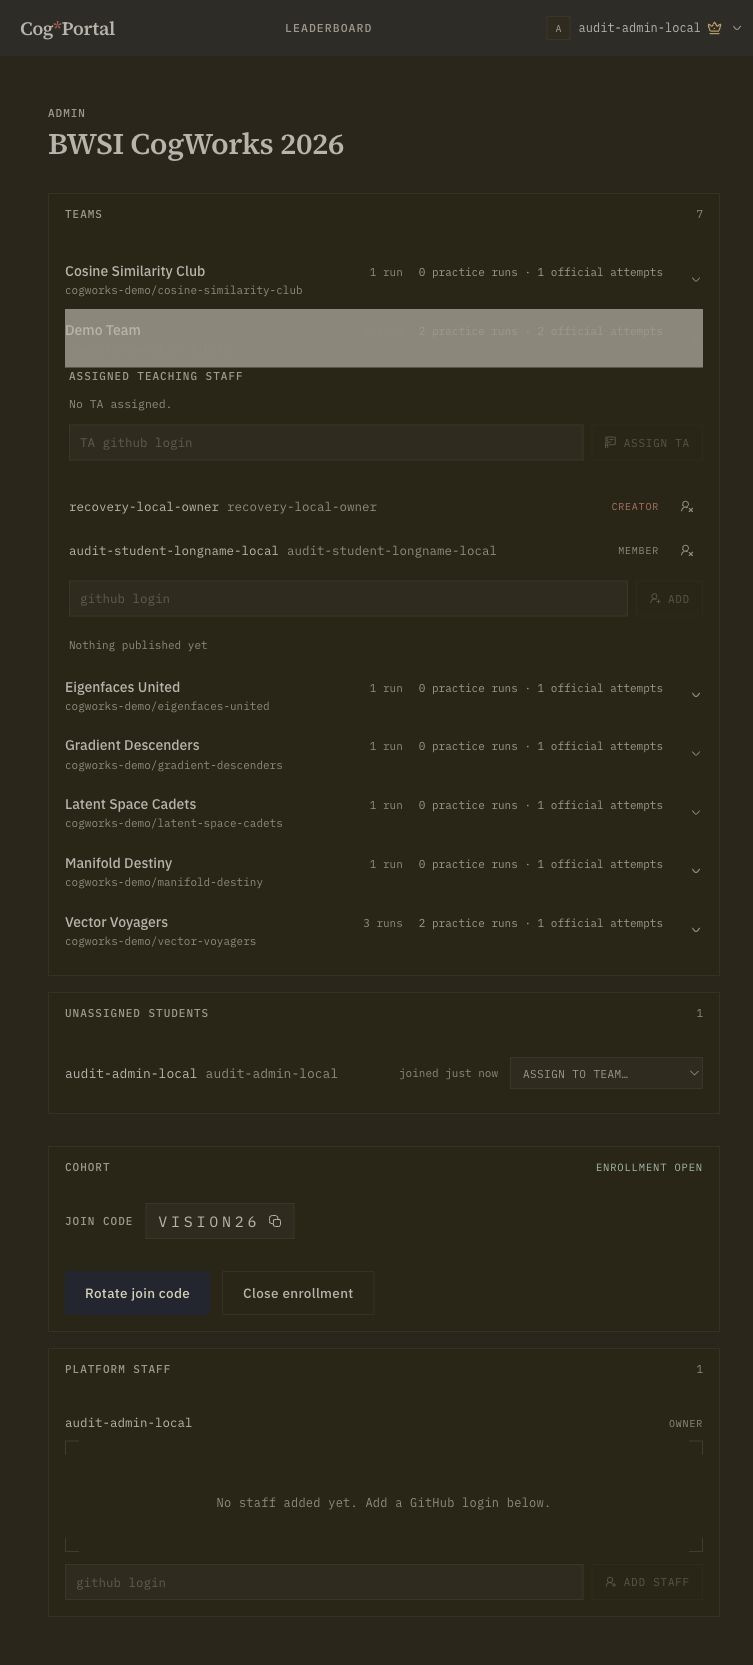 Cog*Portal
LEADERBOARD
A audit-admin-local
ADMIN
BWSI CogWorks 2026
TEAMS 7
Cosine Similarity Club 1 run 0 practice runs · 1 official attempts
cogworks-demo/cosine-similarity-club
Demo Team 2 practice runs · 2 official attempts
ASSIGNED TEACHING STAFF
No TA assigned.
TA github login ASSIGN TA
recovery-local-owner recovery-local-owner CREATOR
audit-student-longname-local audit-student-longname-local MEMBER
github login ADD
Nothing published yet
Eigenfaces United 1 run 0 practice runs · 1 official attempts
cogworks-demo/eigenfaces-united
Gradient Descenders 1 run 0 practice runs · 1 official attempts
cogworks-demo/gradient-descenders
Latent Space Cadets 1 run 0 practice runs · 1 official attempts
cogworks-demo/latent-space-cadets
Manifold Destiny 1 run 0 practice runs · 1 official attempts
cogworks-demo/manifold-destiny
Vector Voyagers 3 runs 2 practice runs · 1 official attempts
cogworks-demo/vector-voyagers
UNASSIGNED STUDENTS 1
audit-admin-local audit-admin-local joined just now ASSIGN TO TEAM…
COHORT ENROLLMENT OPEN
JOIN CODE VISION26
Rotate join code Close enrollment
PLATFORM STAFF 1
audit-admin-local OWNER
No staff added yet. Add a GitHub login below.
github login ADD STAFF